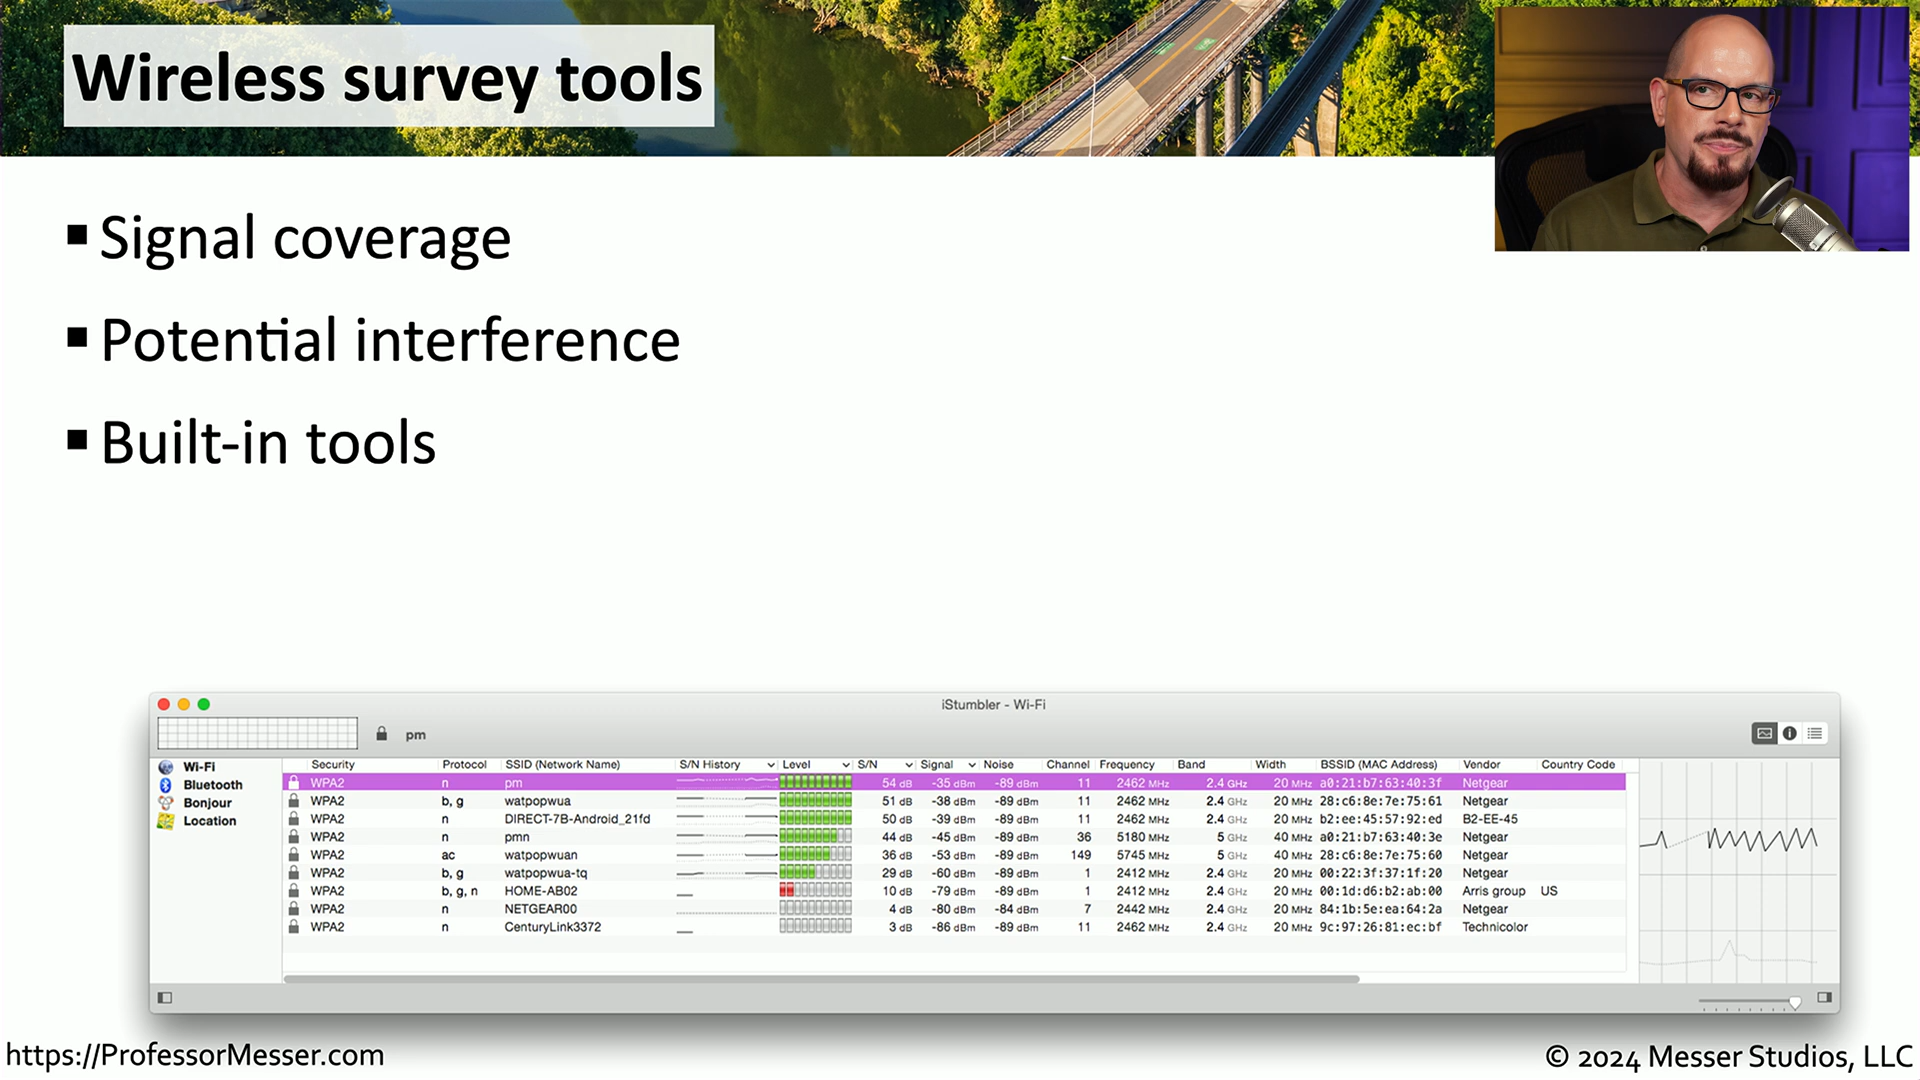 Wireless survey tools
▪ Signal coverage
▪ Potential interference
▪ Built-in tools
iStumbler - Wi-Fi
pm
Wi-Fi
Bluetooth
Bonjour
Location
Security Protocol SSID (Network Name) S/N History Level S/N Signal Noise Channel Frequency Band Width BSSID (MAC Address) Vendor Country Code
WPA2 n pm 54 dB -35 dBm -89 dBm 11 2462 MHz 2.4 GHz 20 MHz a0:21:b7:63:40:3f Netgear
WPA2 b, g watpopwua 51 dB -38 dBm -89 dBm 11 2462 MHz 2.4 GHz 20 MHz 28:c6:8e:7e:75:61 Netgear
WPA2 n DIRECT-7B-Android_21fd 50 dB -39 dBm -89 dBm 11 2462 MHz 2.4 GHz 20 MHz b2:ee:45:57:92:ed B2-EE-45
WPA2 n pmn 44 dB -45 dBm -89 dBm 36 5180 MHz 5 GHz 40 MHz a0:21:b7:63:40:3e Netgear
WPA2 ac watpopwuan 36 dB -53 dBm -89 dBm 149 5745 MHz 5 GHz 40 MHz 28:c6:8e:7e:75:60 Netgear
WPA2 b, g watpopwua-tq 29 dB -60 dBm -89 dBm 1 2412 MHz 2.4 GHz 20 MHz 00:22:3f:37:1f:20 Netgear
WPA2 b, g, n HOME-AB02 10 dB -79 dBm -89 dBm 1 2412 MHz 2.4 GHz 20 MHz 00:1d:d6:b2:ab:00 Arris group US
WPA2 n NETGEAR00 4 dB -80 dBm -84 dBm 7 2442 MHz 2.4 GHz 20 MHz 84:1b:5e:ea:64:2a Netgear
WPA2 n CenturyLink3372 3 dB -86 dBm -89 dBm 11 2462 MHz 2.4 GHz 20 MHz 9c:97:26:81:ec:bf Technicolor
https://ProfessorMesser.com
© 2024 Messer Studios, LLC